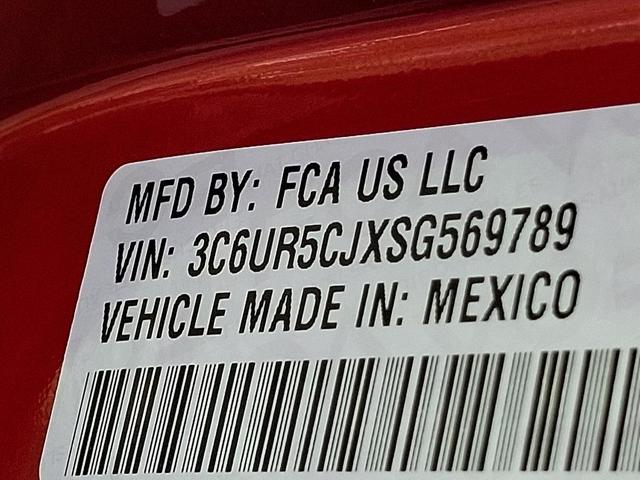 MFD BY: FCA US LLC
VIN: 3C6UR5CJXSG569789
VEHICLE MADE IN: MEXICO